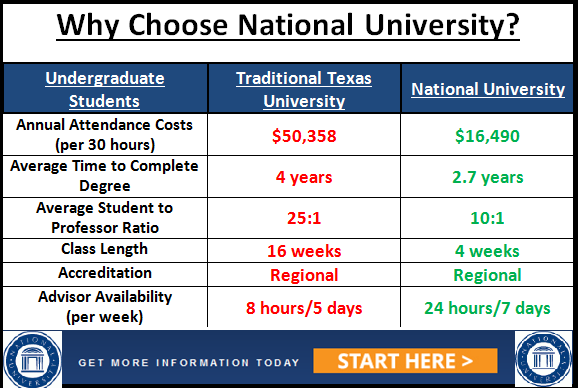 Why Choose National University?
Undergraduate Students
Traditional Texas University
National University
Annual Attendance Costs (per 30 hours)
$50,358
$16,490
Average Time to Complete Degree
4 years
2.7 years
Average Student to Professor Ratio
25:1
10:1
Class Length
16 weeks
4 weeks
Accreditation
Regional
Regional
Advisor Availability (per week)
8 hours/5 days
24 hours/7 days
GET MORE INFORMATION TODAY
START HERE >